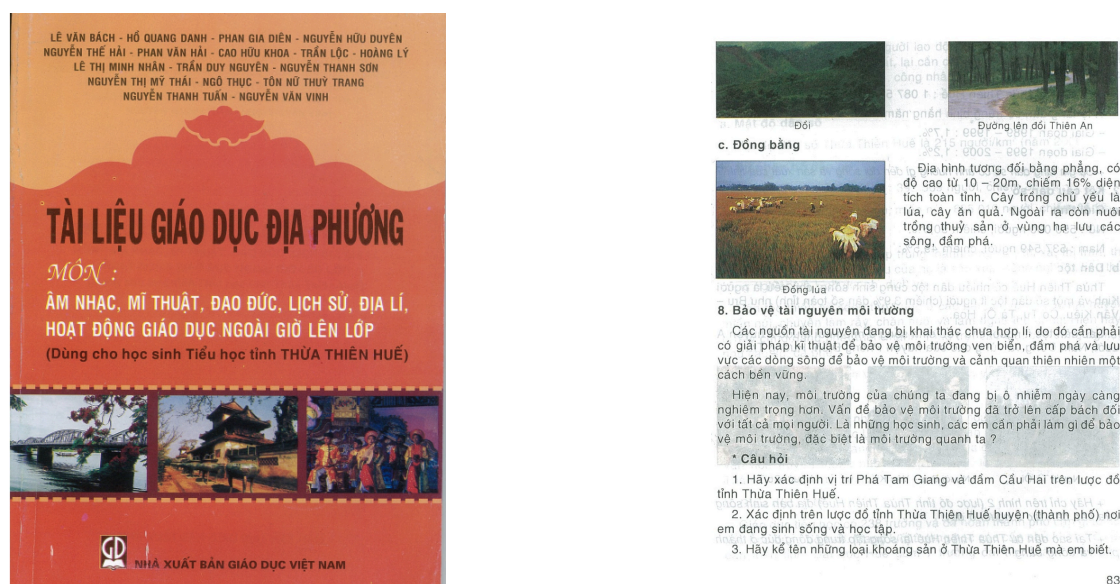 LÊ VĂN BÁCH - HỒ QUANG DANH - PHAN GIA DIÊN - NGUYỄN HỮU DUYÊN
NGUYỄN THẾ HẢI - PHAN VĂN HẢI - CAO HỮU KHOA - TRẦN LỘC - HOÀNG LÝ
LÊ THỊ MINH NHÂN - TRẦN DUY NGUYÊN - NGUYỄN THANH SƠN
NGUYỄN THỊ MỸ THÁI - NGÔ THỤC - TÔN NỮ THUỲ TRANG
NGUYỄN THANH TUẤN - NGUYỄN VĂN VINH
TÀI LIỆU GIÁO DỤC ĐỊA PHƯƠNG
MÔN :
ÂM NHẠC, MĨ THUẬT, ĐẠO ĐỨC, LỊCH SỬ, ĐỊA LÍ,
HOẠT ĐỘNG GIÁO DỤC NGOÀI GIỜ LÊN LỚP
(Dùng cho học sinh Tiểu học tỉnh THỪA THIÊN HUẾ)
GD
NHÀ XUẤT BẢN GIÁO DỤC VIỆT NAM
Đồi
Đường lên đồi Thiên An
c. Đồng bằng
Địa hình tương đối bằng phẳng, có
độ cao từ 10 – 20m, chiếm 16% diện
tích toàn tỉnh. Cây trồng chủ yếu là
lúa, cây ăn quả. Ngoài ra còn nuôi
trồng thuỷ sản ở vùng hạ lưu các
sông, đầm phá.
Đồng lúa
8. Bảo vệ tài nguyên môi trường
Các nguồn tài nguyên đang bị khai thác chưa hợp lí, do đó cần phải
có giải pháp kĩ thuật để bảo vệ môi trường ven biển, đầm phá và lưu
vực các dòng sông để bảo vệ môi trường và cảnh quan thiên nhiên một
cách bền vững.
Hiện nay, môi trường của chúng ta đang bị ô nhiễm ngày càng
nghiêm trọng hơn. Vấn đề bảo vệ môi trường đã trở lên cấp bách đối
với tất cả mọi người. Là những học sinh, các em cần phải làm gì để bảo
vệ môi trường, đặc biệt là môi trường quanh ta ?
* Câu hỏi
1. Hãy xác định vị trí Phá Tam Giang và đầm Cầu Hai trên lược đồ
tỉnh Thừa Thiên Huế.
2. Xác định trên lược đồ tỉnh Thừa Thiên Huế huyện (thành phố) nơi
em đang sinh sống và học tập.
3. Hãy kể tên những loại khoáng sản ở Thừa Thiên Huế mà em biết.
83